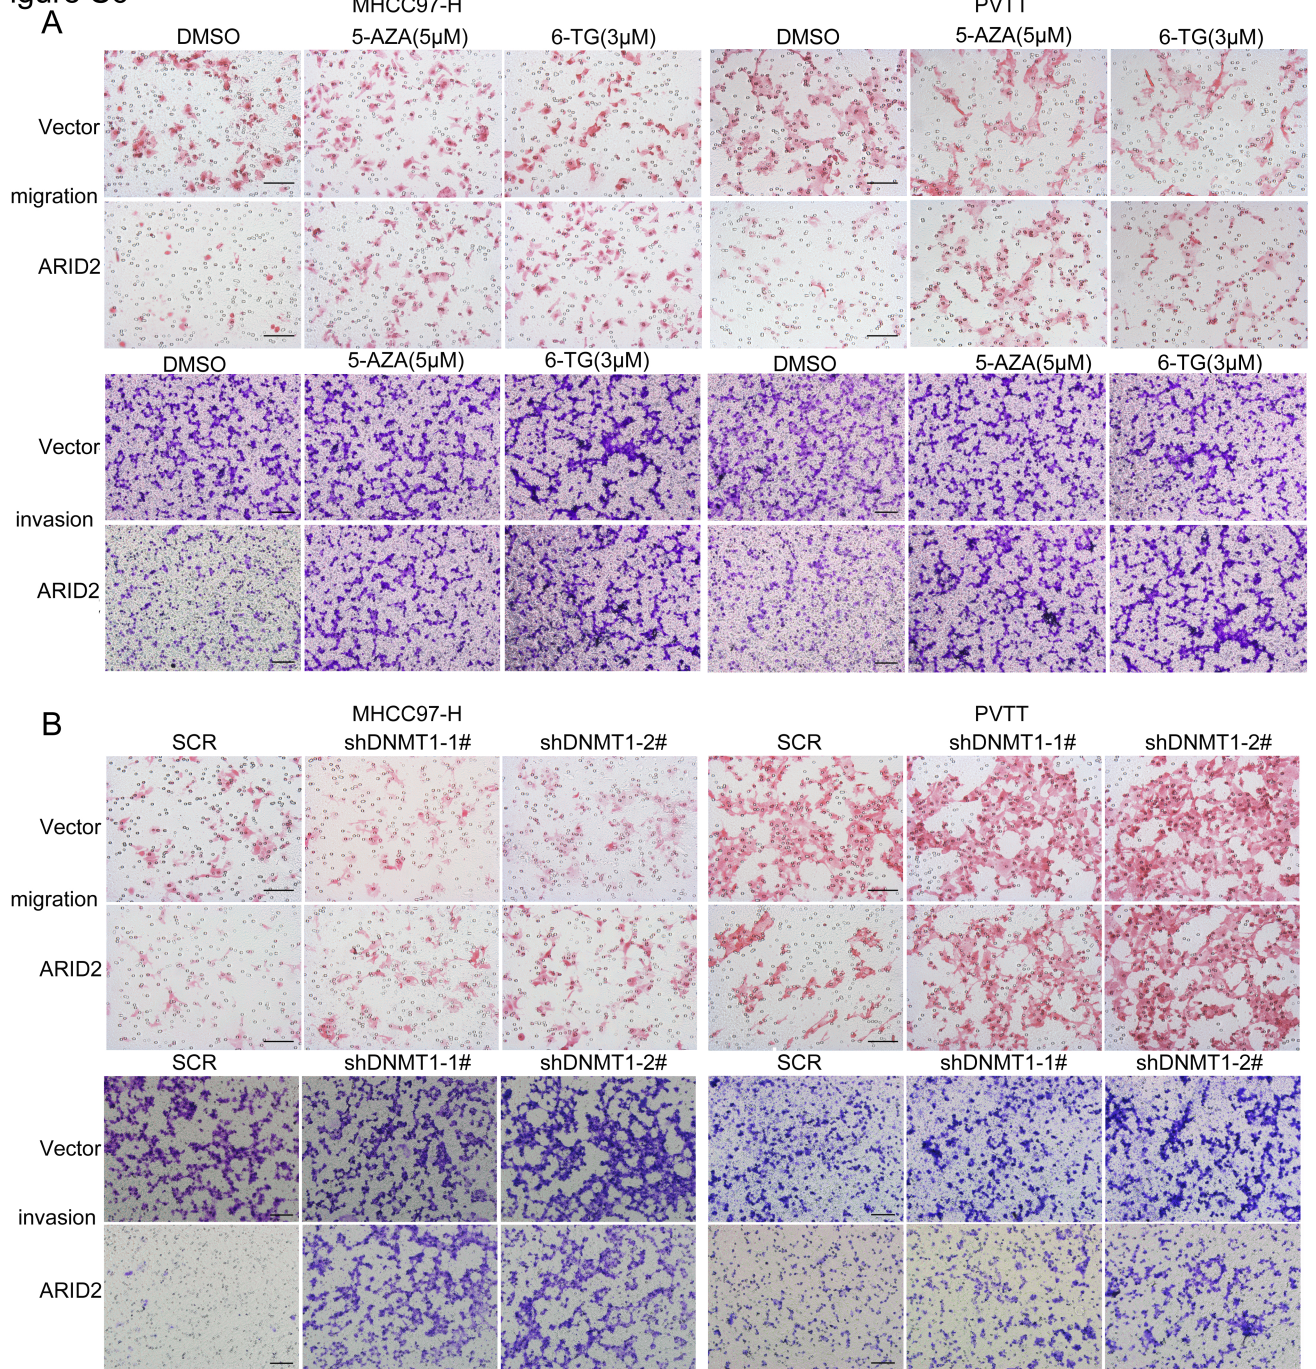 A
MHCC97-H PVTT
DMSO 5-AZA(5μM) 6-TG(3μM) DMSO 5-AZA(5μM) 6-TG(3μM)
Vector
migration
ARID2
DMSO 5-AZA(5μM) 6-TG(3μM) DMSO 5-AZA(5μM) 6-TG(3μM)
Vector
invasion
ARID2
B
MHCC97-H PVTT
SCR shDNMT1-1# shDNMT1-2# SCR shDNMT1-1# shDNMT1-2#
Vector
migration
ARID2
SCR shDNMT1-1# shDNMT1-2# SCR shDNMT1-1# shDNMT1-2#
Vector
invasion
ARID2